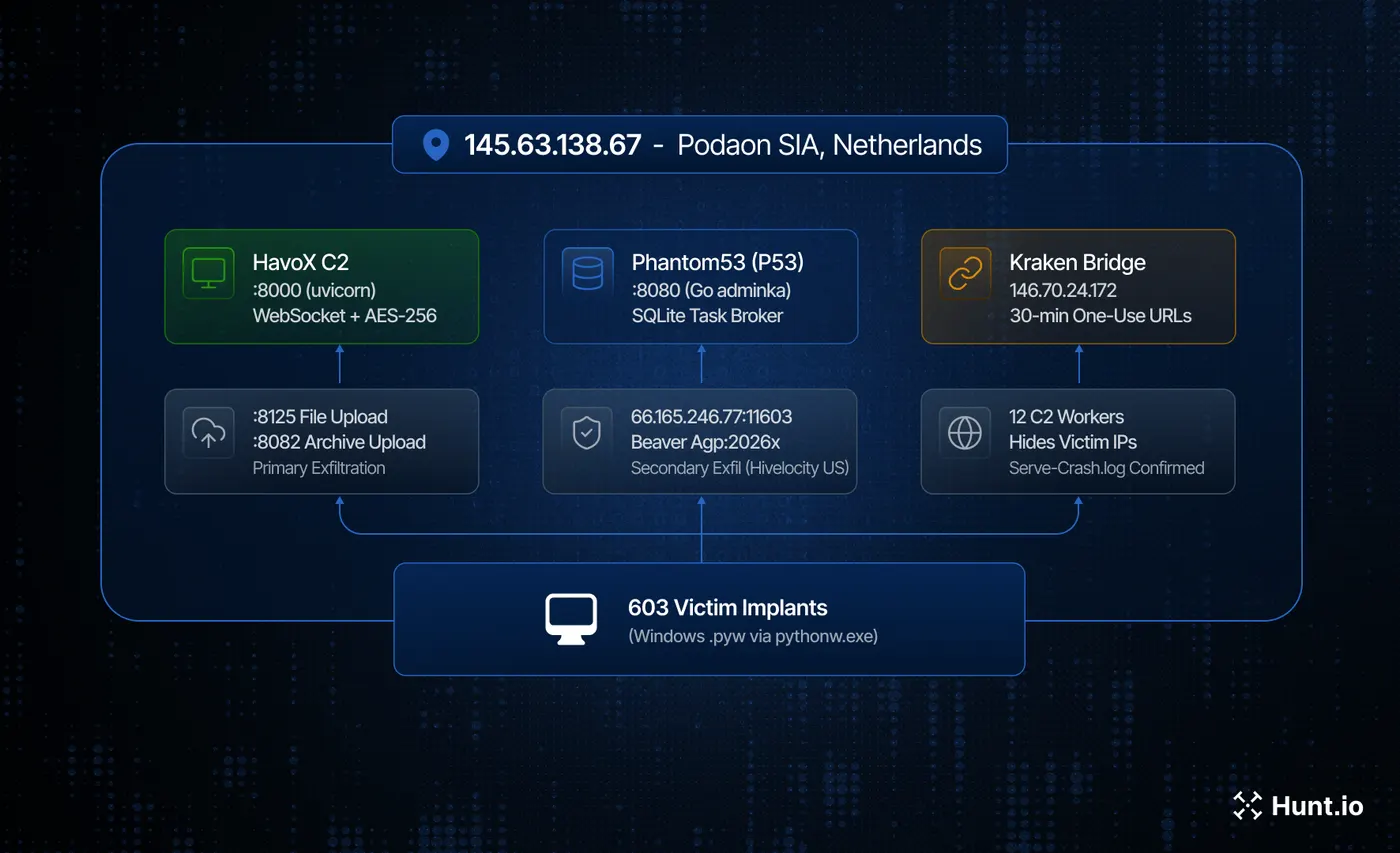 145.63.138.67 - Podaon SIA, Netherlands
HavoX C2
:8000 (uvicorn)
WebSocket + AES-256
Phantom53 (P53)
:8080 (Go adminka)
SQLite Task Broker
Kraken Bridge
146.70.24.172
30-min One-Use URLs
:8125 File Upload
:8082 Archive Upload
Primary Exfiltration
66.165.246.77:11603
Beaver Agp:2026x
Secondary Exfil (Hivelocity US)
12 C2 Workers
Hides Victim IPs
Serve-Crash.log Confirmed
603 Victim Implants
(Windows .pyw via pythonw.exe)
Hunt.io